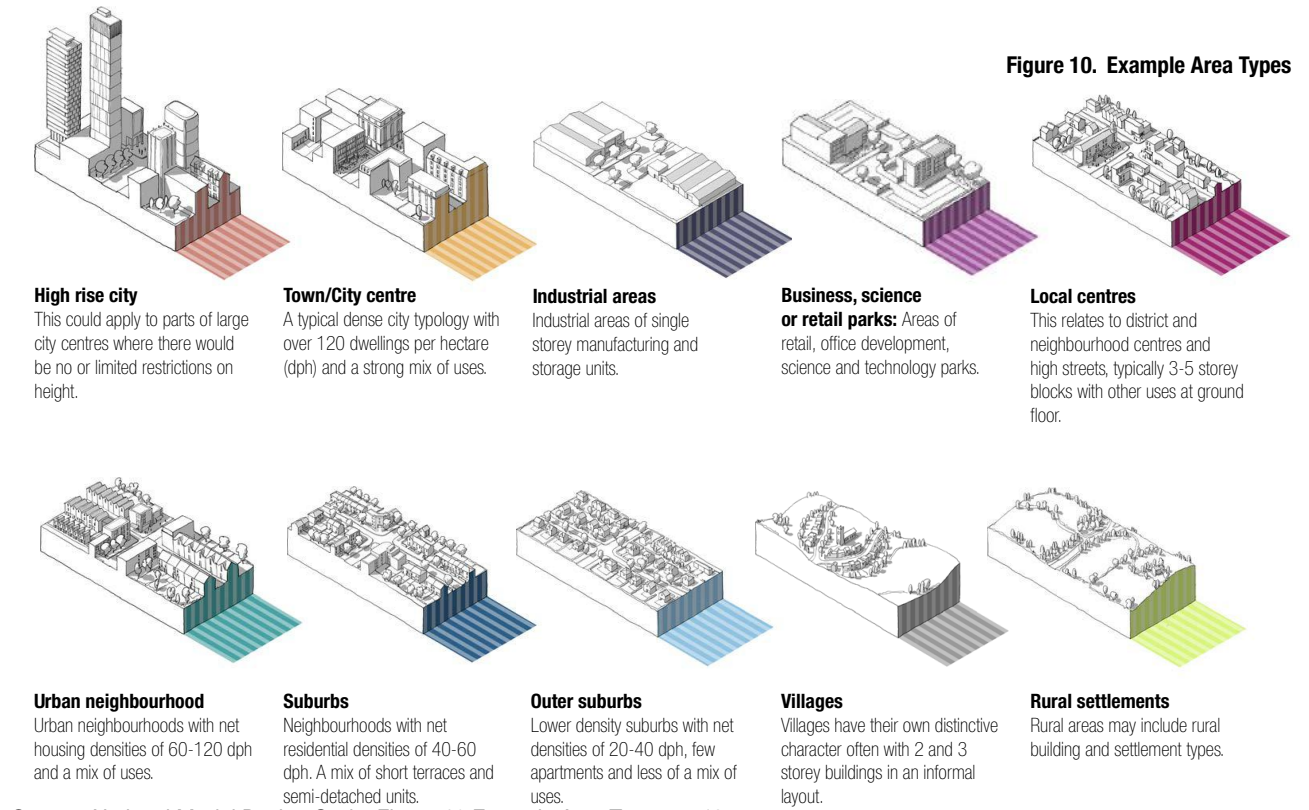 Figure 10. Example Area Types
High rise city
This could apply to parts of large
city centres where there would
be no or limited restrictions on
height.
Town/City centre
A typical dense city typology with
over 120 dwellings per hectare
(dph) and a strong mix of uses.
Industrial areas
Industrial areas of single
storey manufacturing and
storage units.
Business, science
or retail parks: Areas of
retail, office development,
science and technology parks.
Local centres
This relates to district and
neighbourhood centres and
high streets, typically 3-5 storey
blocks with other uses at ground
floor.
Urban neighbourhood
Urban neighbourhoods with net
housing densities of 60-120 dph
and a mix of uses.
Suburbs
Neighbourhoods with net
residential densities of 40-60
dph. A mix of short terraces and
semi-detached units.
Outer suburbs
Lower density suburbs with net
densities of 20-40 dph, few
apartments and less of a mix of
uses.
Villages
Villages have their own distinctive
character often with 2 and 3
storey buildings in an informal
layout.
Rural settlements
Rural areas may include rural
building and settlement types.